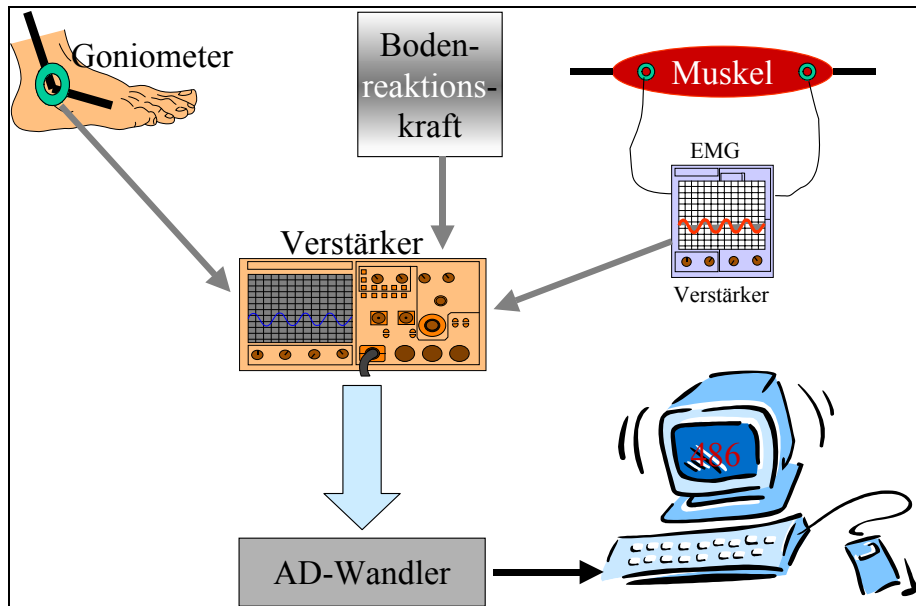 Goniometer
Boden-
reaktions-
kraft
Muskel
EMG
Verstärker
Verstärker
486
AD-Wandler